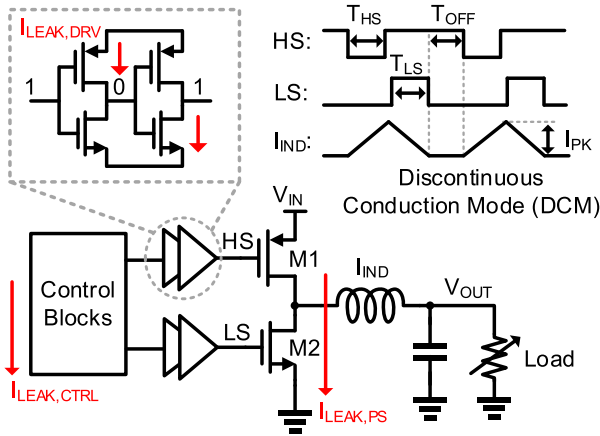 I_LEAK,DRV
1 0 1
HS:
T_HS
T_OFF
LS:
T_LS
I_IND:
I_PK
Discontinuous
Conduction Mode (DCM)
V_IN
HS
M1
I_IND
V_OUT
Control
Blocks
LS
M2
Load
I_LEAK,CTRL
I_LEAK,PS